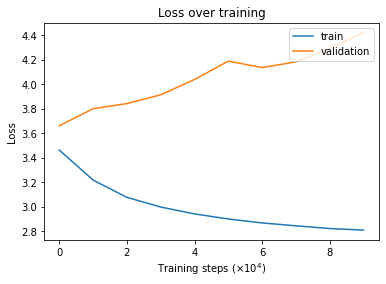 Loss over training
train
validation
4.4
4.2
4.0
3.8
3.6
3.4
3.2
3.0
2.8
Loss
0 2 4 6 8
Training steps (×10⁴)